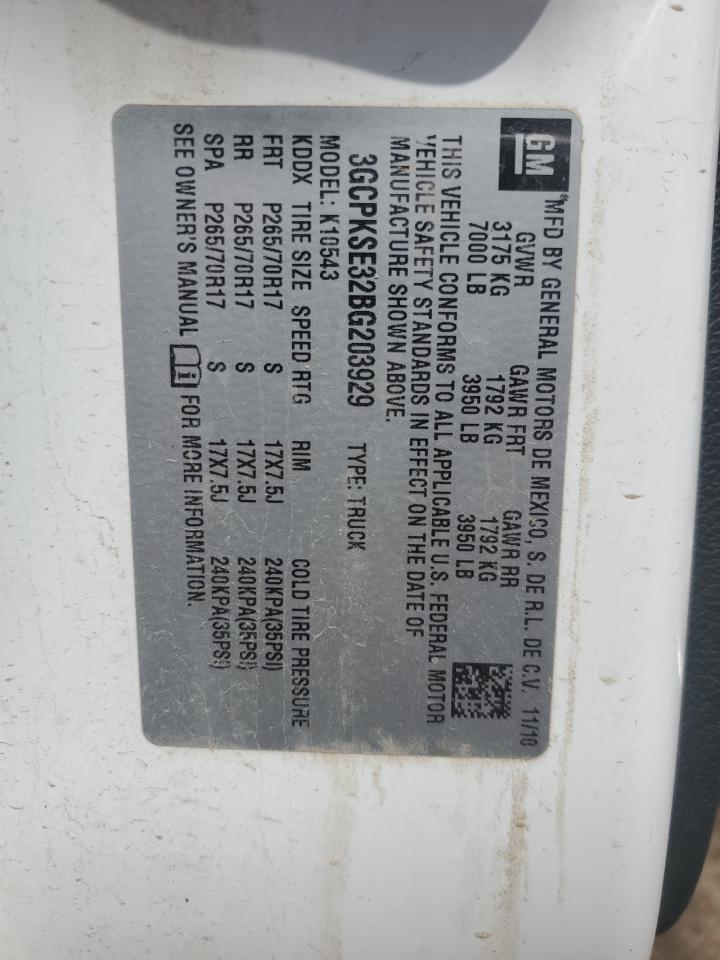 GM
®MFD BY GENERAL MOTORS DE MEXICO, S. DE R.L. DE C.V. 11/10
GVWR GAWR FRT GAWR RR
3175 KG 1792 KG 1792 KG
7000 LB 3950 LB 3950 LB
THIS VEHICLE CONFORMS TO ALL APPLICABLE U.S. FEDERAL MOTOR
VEHICLE SAFETY STANDARDS IN EFFECT ON THE DATE OF
MANUFACTURE SHOWN ABOVE.
3GCPKSE32BG203929 TYPE: TRUCK
MODEL: K10543
KDDX TIRE SIZE SPEED RTG RIM COLD TIRE PRESSURE
FRT P265/70R17 S 17X7.5J 240KPA(35PSI)
RR P265/70R17 S 17X7.5J 240KPA(35PSI)
SPA P265/70R17 S 17X7.5J 240KPA(35PSI)
SEE OWNER'S MANUAL i FOR MORE INFORMATION.